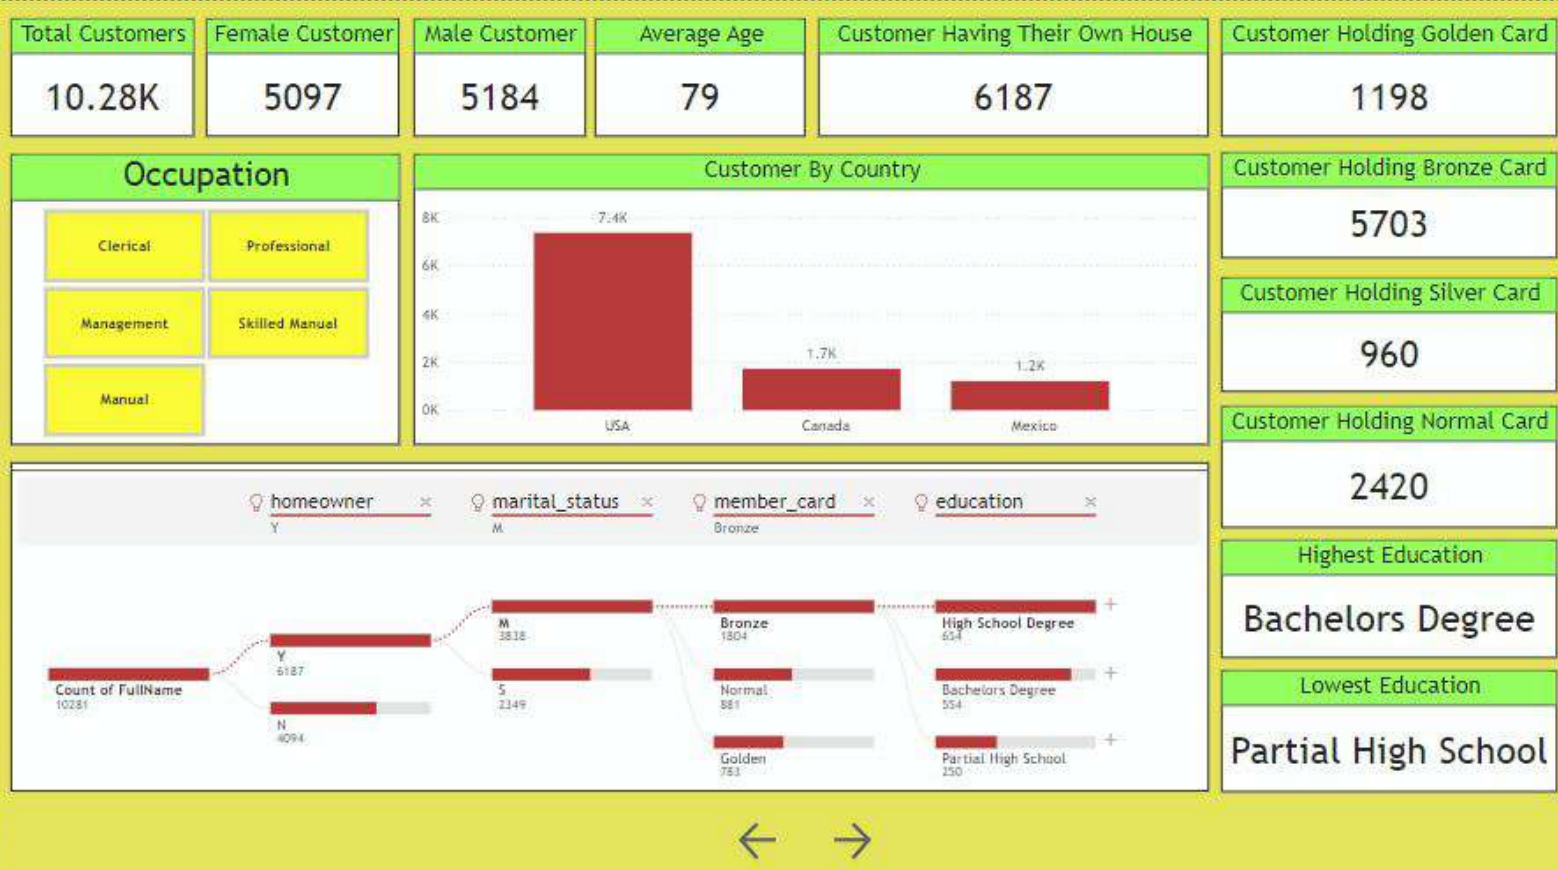 Total Customers
10.28K
Female Customer
5097
Male Customer
5184
Average Age
79
Customer Having Their Own House
6187
Customer Holding Golden Card
1198
Occupation
Clerical
Professional
Management
Skilled Manual
Manual
Customer By Country
8K
6K
4K
2K
0K
7.4K
1.7K
1.2K
USA
Canada
Mexico
Customer Holding Bronze Card
5703
Customer Holding Silver Card
960
Customer Holding Normal Card
2420
Highest Education
Bachelors Degree
Lowest Education
Partial High School
homeowner
Y
marital_status
M
member_card
Bronze
education
Count of FullName
10281
Y
6187
N
4094
M
3838
S
2349
Bronze
1804
Normal
881
Golden
783
High School Degree
654
Bachelors Degree
554
Partial High School
250